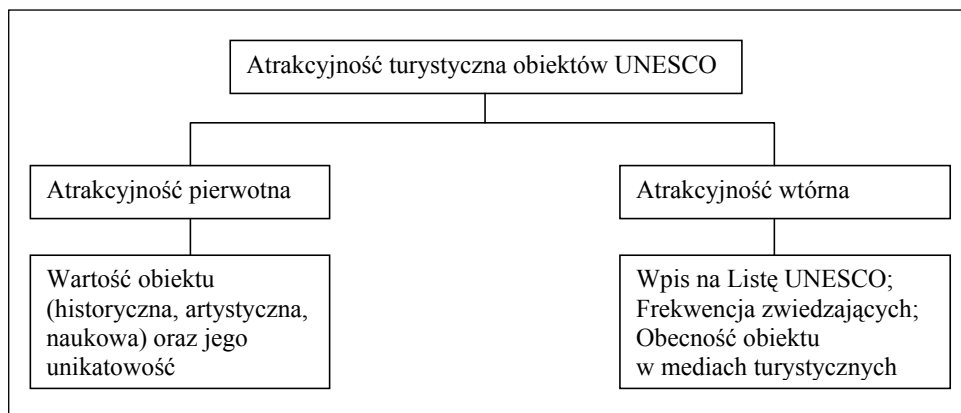 Atrakcyjność turystyczna obiektów UNESCO
Atrakcyjność pierwotna
Atrakcyjność wtórna
Wartość obiektu
(historyczna, artystyczna,
naukowa) oraz jego
unikatowość
Wpis na Listę UNESCO;
Frekwencja zwiedzających;
Obecność obiektu
w mediach turystycznych